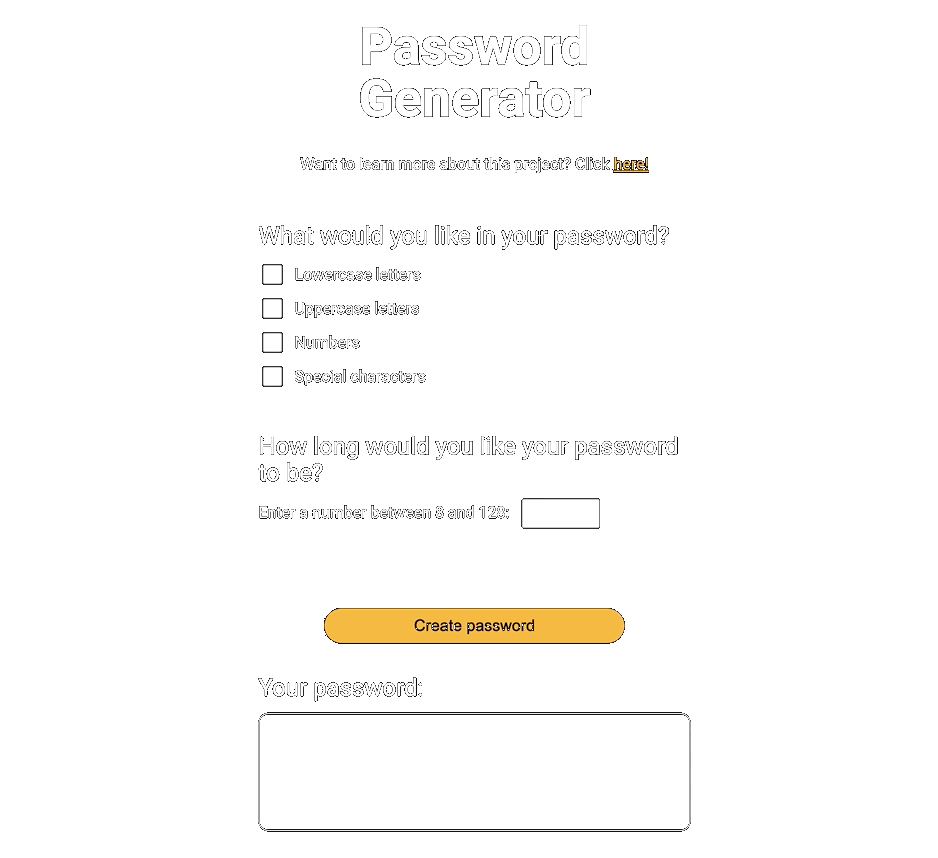 Password
Generator
Want to learn more about this project? Click here!
What would you like in your password?
Lowercase letters
Uppercase letters
Numbers
Special characters
How long would you like your password
to be?
Enter a number between 8 and 128:
Create password
Your password: